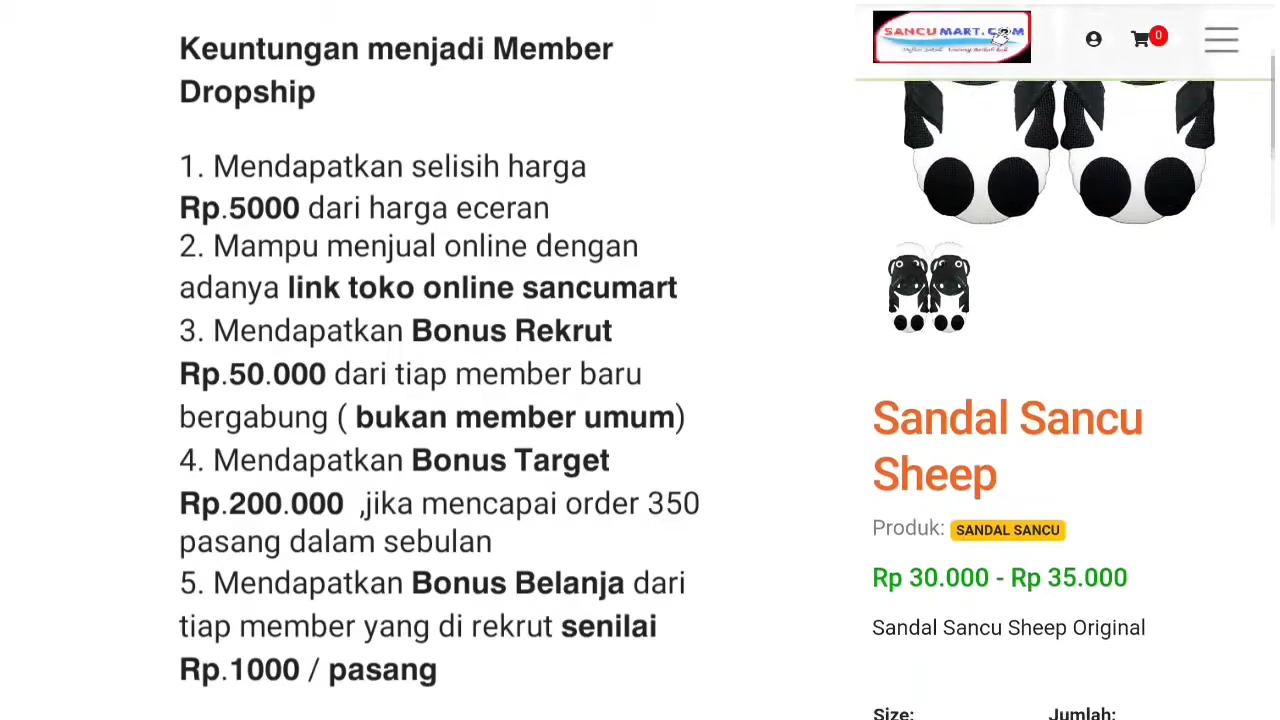 Keuntungan menjadi Member
Dropship
1. Mendapatkan selisih harga
Rp.5000 dari harga eceran
2. Mampu menjual online dengan
adanya link toko online sancumart
3. Mendapatkan Bonus Rekrut
Rp.50.000 dari tiap member baru
bergabung ( bukan member umum)
4. Mendapatkan Bonus Target
Rp.200.000 ,jika mencapai order 350
pasang dalam sebulan
5. Mendapatkan Bonus Belanja dari
tiap member yang di rekrut senilai
Rp.1000 / pasang
SANCUMART.COM
0
Sandal Sancu
Sheep
Produk: SANDAL SANCU
Rp 30.000 - Rp 35.000
Sandal Sancu Sheep Original
Size: Jumlah: